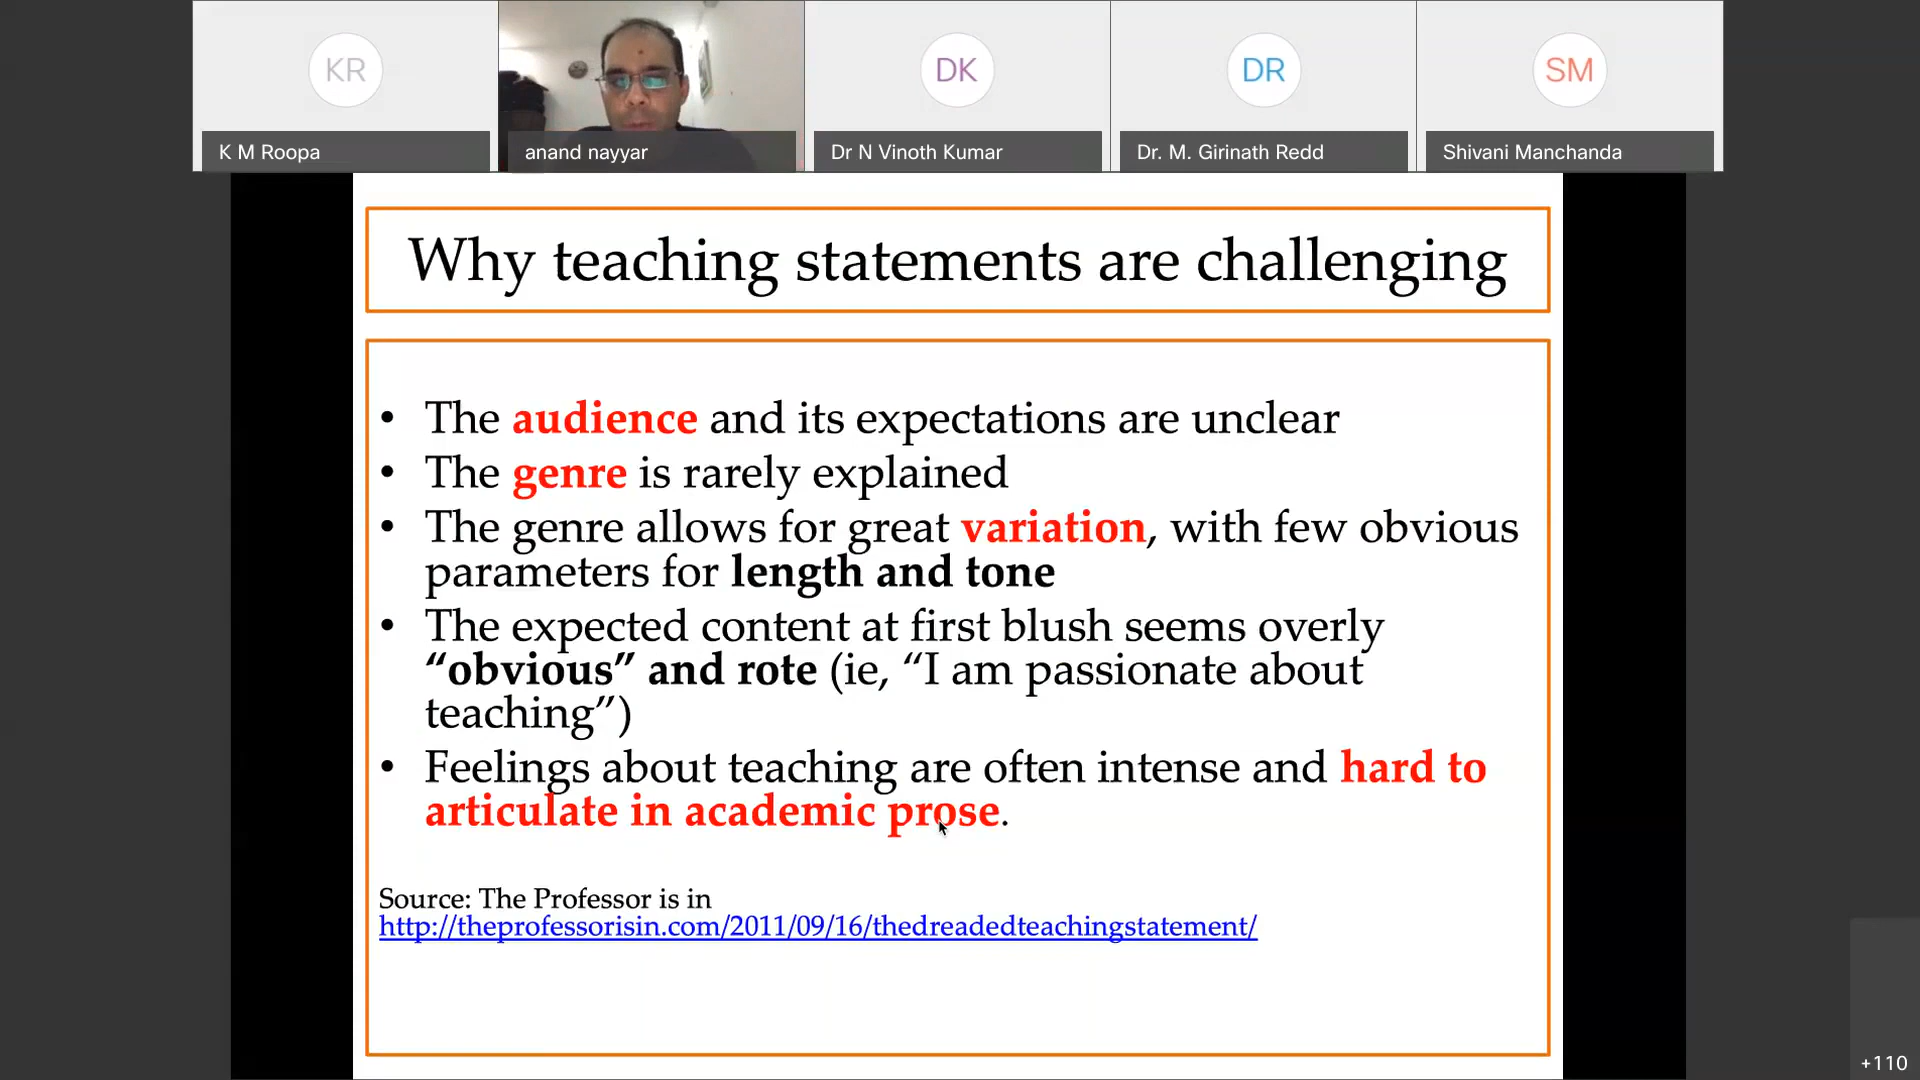 KR
DK
DR
SM
K M Roopa
anand nayyar
Dr N Vinoth Kumar
Dr. M. Girinath Redd
Shivani Manchanda
Why teaching statements are challenging
• The audience and its expectations are unclear
• The genre is rarely explained
• The genre allows for great variation, with few obvious
parameters for length and tone
• The expected content at first blush seems overly
“obvious” and rote (ie, “I am passionate about
teaching”)
• Feelings about teaching are often intense and hard to
articulate in academic prose.
Source: The Professor is in
http://theprofessorisin.com/2011/09/16/thedreadedteachingstatement/
+110